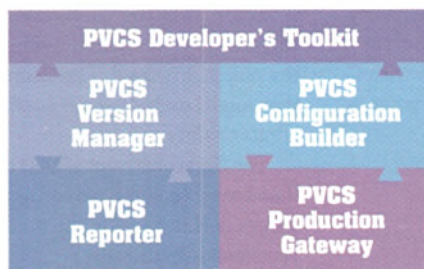 PVCS Developer's Toolkit
PVCS
Version
Manager
PVCS
Configuration
Builder
PVCS
Reporter
PVCS
Production
Gateway